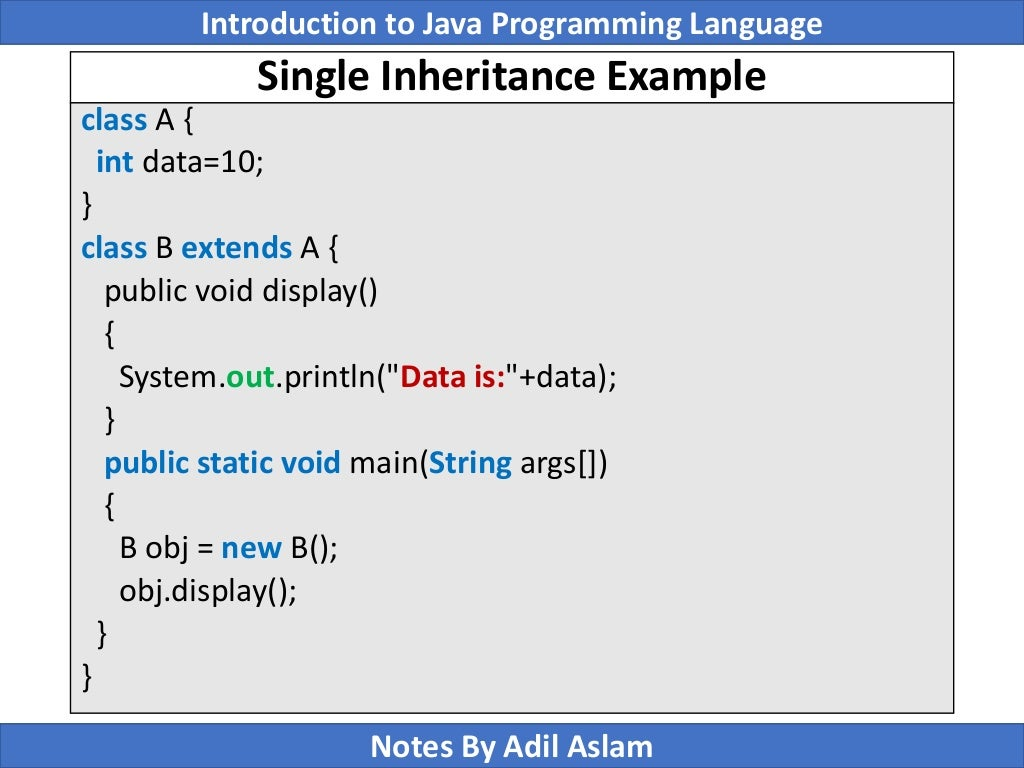 Introduction to Java Programming Language
Single Inheritance Example
class A {
int data=10;
}
class B extends A {
public void display()
{
System.out.println("Data is:"+data);
}
public static void main(String args[])
{
B obj = new B();
obj.display();
}
}
Notes By Adil Aslam